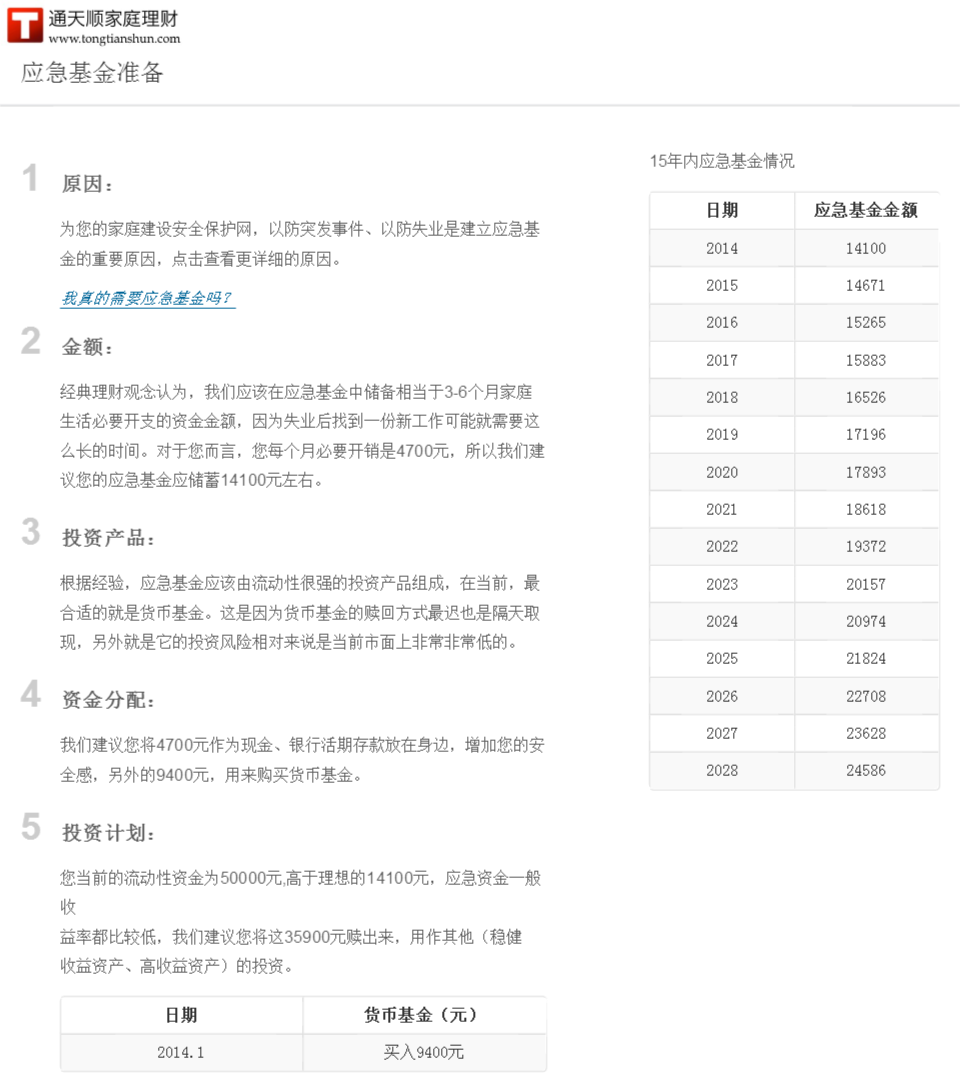 通天顺家庭理财
www.tongtianshun.com
应急基金准备
1 原因：
为您的家庭建设安全保护网，以防突发事件、以防失业是建立应急基
金的重要原因，点击查看更详细的原因。
我真的需要应急基金吗？
2 金额：
经典理财观念认为，我们应该在应急基金中储备相当于3-6个月家庭
生活必要开支的资金金额，因为失业后找到一份新工作可能就需要这
么长的时间。对于您而言，您每个月必要开销是4700元，所以我们建
议您的应急基金应储蓄14100元左右。
3 投资产品：
根据经验，应急基金应该由流动性很强的投资产品组成，在当前，最
合适的就是货币基金。这是因为货币基金的赎回方式最迟也是隔天取
现，另外就是它的投资风险相对来说是当前市面上非常非常低的。
4 资金分配：
我们建议您将4700元作为现金、银行活期存款放在身边，增加您的安
全感，另外的9400元，用来购买货币基金。
5 投资计划：
您当前的流动性资金为50000元,高于理想的14100元，应急资金一般
收
益率都比较低，我们建议您将这35900元赎出来，用作其他（稳健
收益资产、高收益资产）的投资。
日期 货币基金（元）
2014.1 买入9400元
15年内应急基金情况
日期 应急基金金额
2014 14100
2015 14671
2016 15265
2017 15883
2018 16526
2019 17196
2020 17893
2021 18618
2022 19372
2023 20157
2024 20974
2025 21824
2026 22708
2027 23628
2028 24586